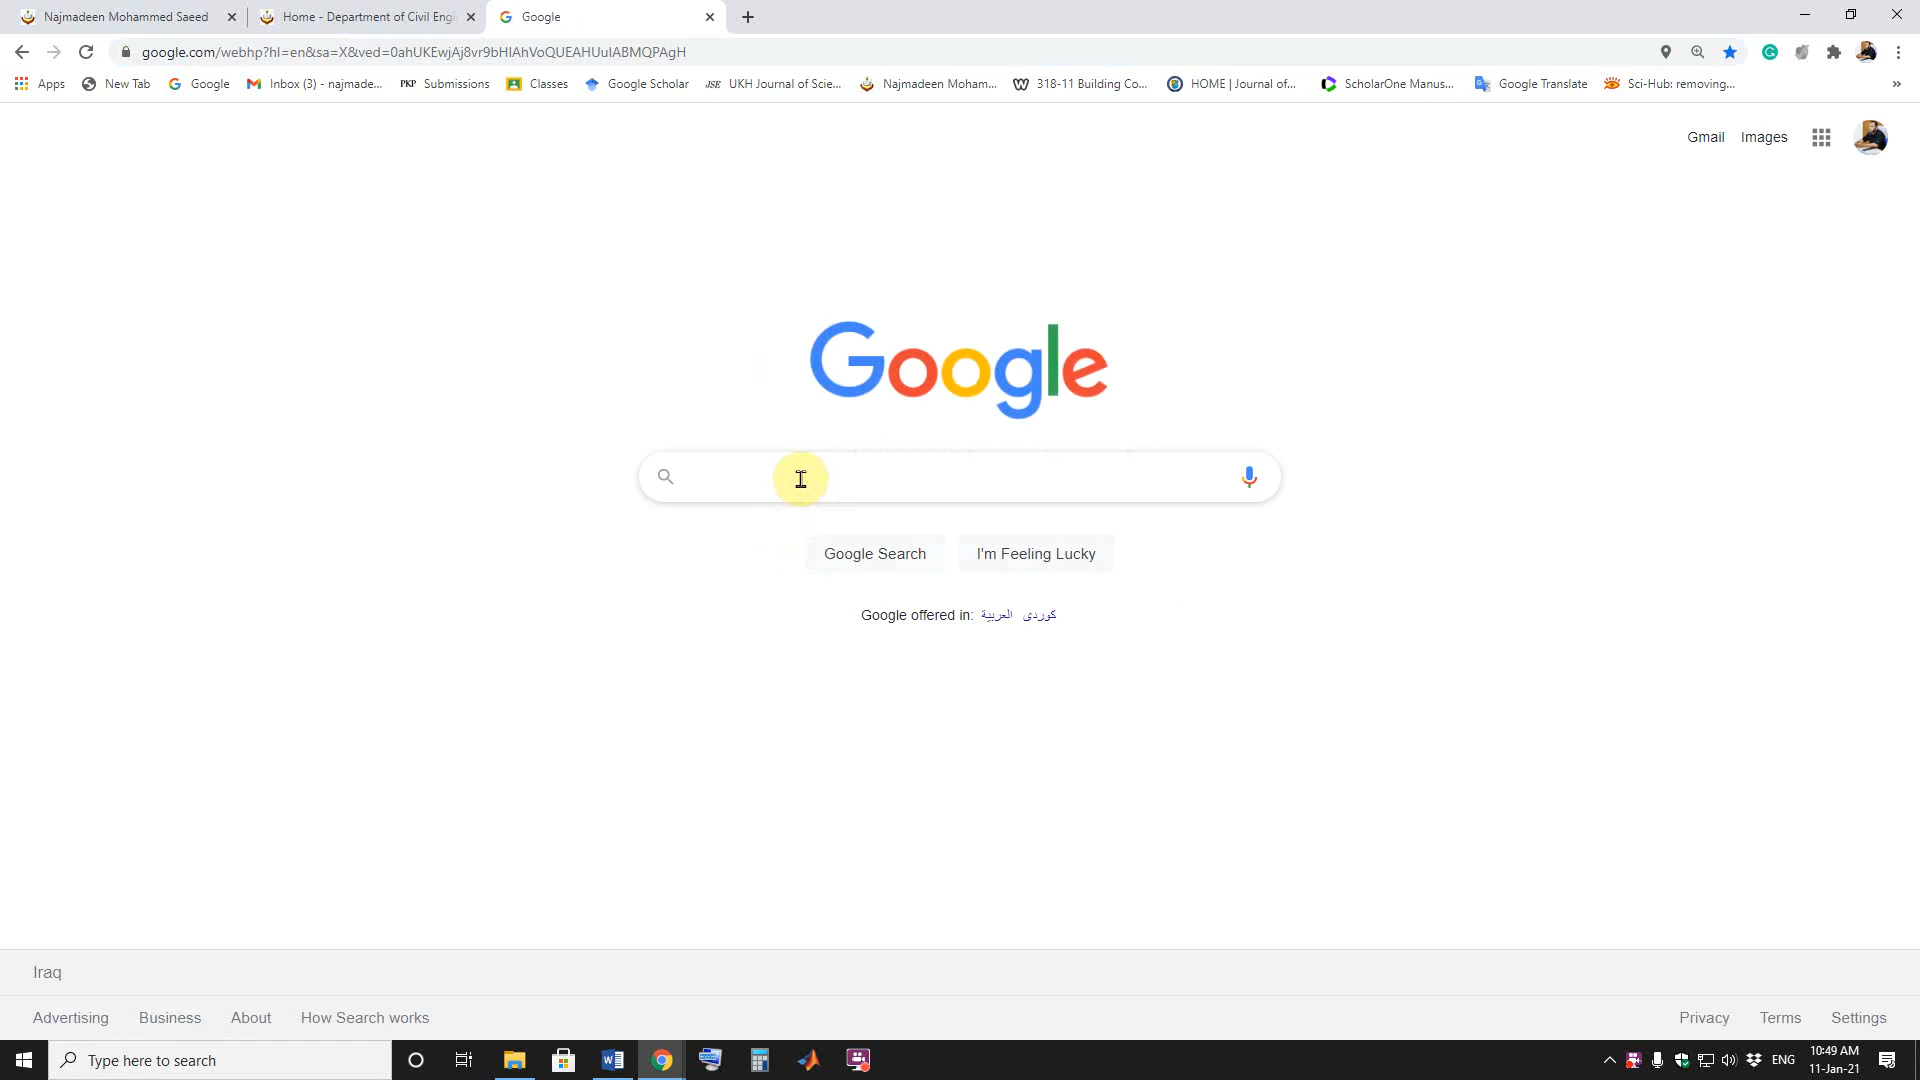 Najmadeen Mohammed Saeed
Home - Department of Civil Engi
Google
google.com/webhp?hl=en&sa=X&ved=0ahUKEwjAj8vr9bHIAhVoQUEAHUuIABMQPAgH
Apps
New Tab
Google
Inbox (3) - najmade...
PKP Submissions
Classes
Google Scholar
JSE UKH Journal of Scie...
Najmadeen Moham...
318-11 Building Co...
HOME | Journal of...
ScholarOne Manus...
Google Translate
Sci-Hub: removing...
»
Gmail
Images
Google
Google Search
I'm Feeling Lucky
Google offered in: العربية كوردی
Iraq
Advertising
Business
About
How Search works
Privacy
Terms
Settings
Type here to search
ENG
10:49 AM
11-Jan-21